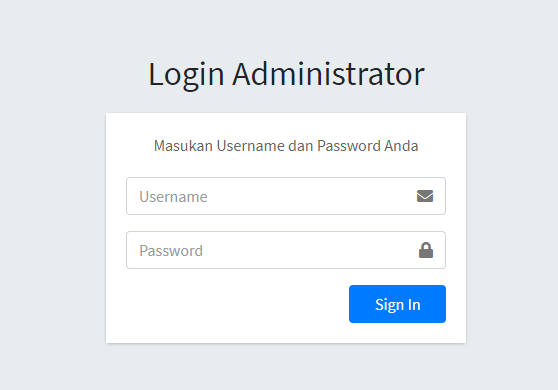 Login Administrator
Masukan Username dan Password Anda
Username
Password
Sign In